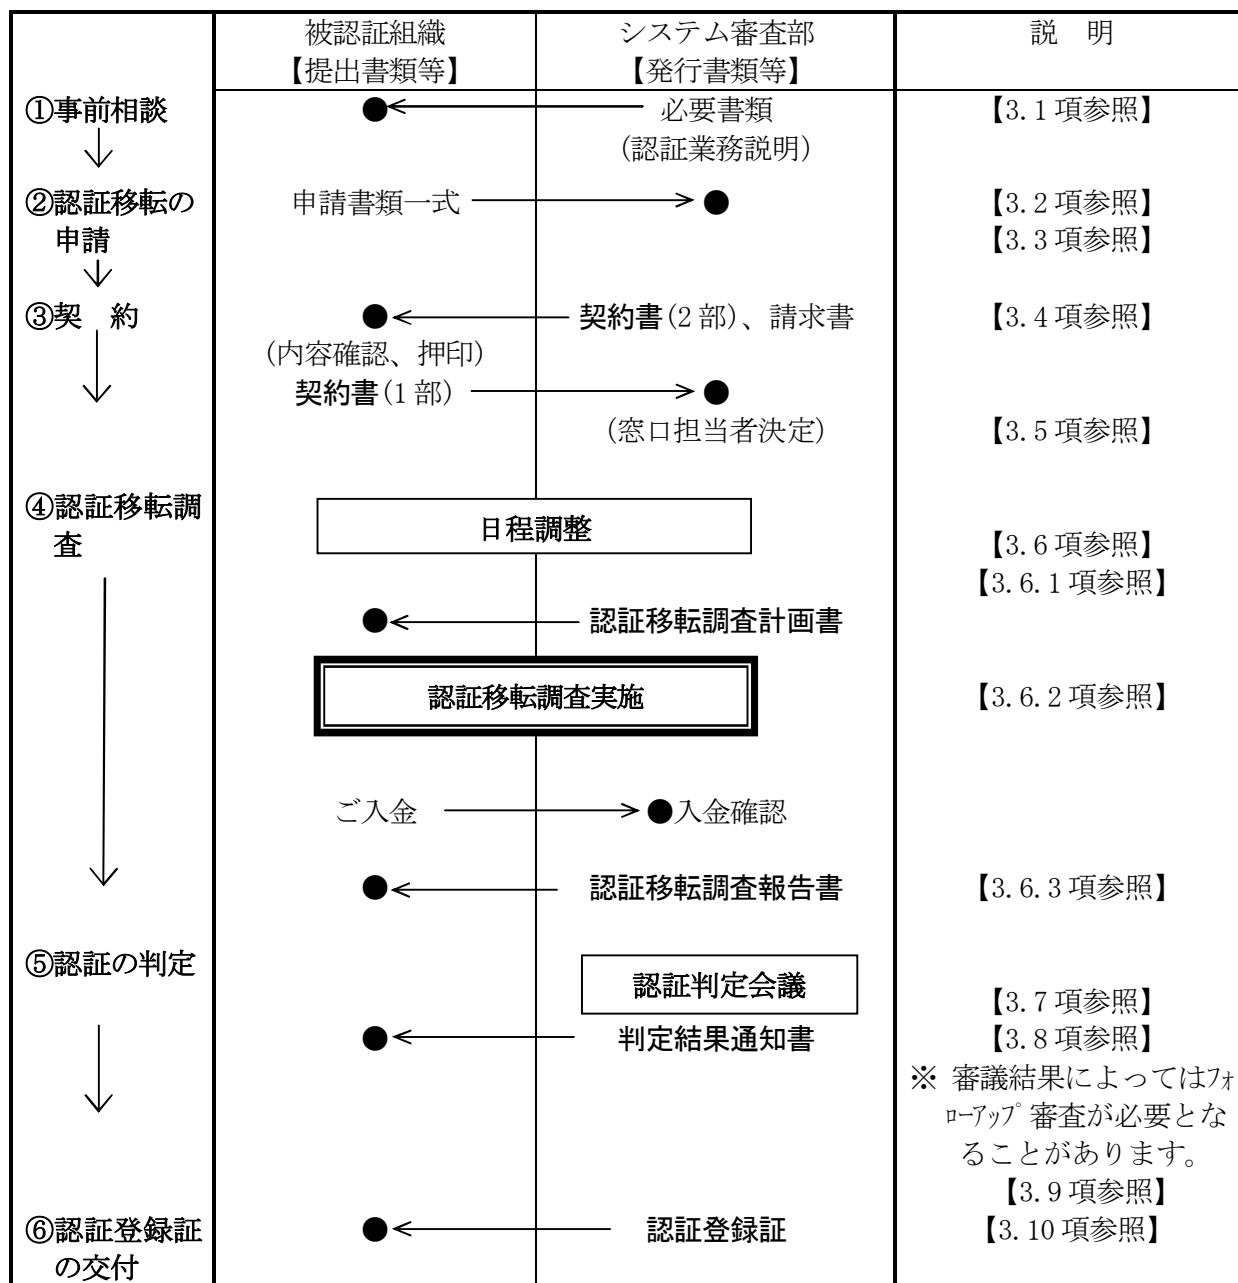 被認証組織 システム審査部 説　明
【提出書類等】 【発行書類等】
①事前相談 必要書類 【3.1項参照】
(認証業務説明)
②認証移転の 申請書類一式 【3.2項参照】
申請 【3.3項参照】
③契　約 契約書(2部)、請求書 【3.4項参照】
(内容確認、押印)
契約書(1部)
(窓口担当者決定) 【3.5項参照】
④認証移転調
査 日程調整 【3.6項参照】
【3.6.1項参照】
認証移転調査計画書
認証移転調査実施 【3.6.2項参照】
ご入金 入金確認
認証移転調査報告書 【3.6.3項参照】
⑤認証の判定
認証判定会議 【3.7項参照】
判定結果通知書 【3.8項参照】
※ 審議結果によってはﾌｫ
ﾛｰｱｯﾌﾟ審査が必要とな
ることがあります。
【3.9項参照】
⑥認証登録証 認証登録証 【3.10項参照】
の交付